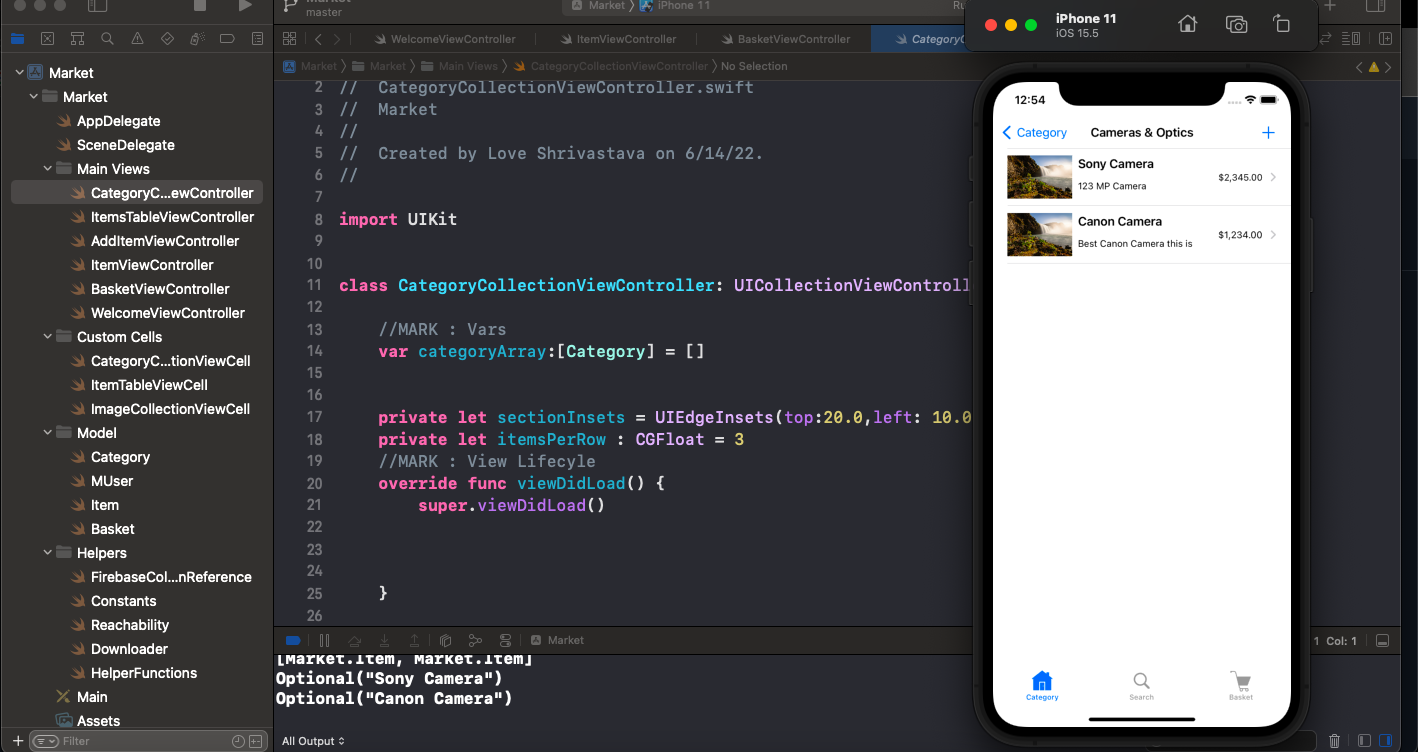 Market
master
Market
iPhone 11
Ru
WelcomeViewController
ItemViewController
BasketViewController
CategoryC
Market
Market
Main Views
CategoryCollectionViewController
No Selection
Market
Market
AppDelegate
SceneDelegate
Main Views
CategoryC...ewController
ItemsTableViewController
AddItemViewController
ItemViewController
BasketViewController
WelcomeViewController
Custom Cells
CategoryC...tionViewCell
ItemTableViewCell
ImageCollectionViewCell
Model
Category
MUser
Item
Basket
Helpers
FirebaseCol...nReference
Constants
Reachability
Downloader
HelperFunctions
Main
Assets
Filter
2 // CategoryCollectionViewController.swift
3 // Market
4 //
5 // Created by Love Shrivastava on 6/14/22.
6 //
7
8 import UIKit
9
10
11 class CategoryCollectionViewController: UICollectionViewControll
12
13 //MARK : Vars
14 var categoryArray:[Category] = []
15
16
17 private let sectionInsets = UIEdgeInsets(top:20.0,left: 10.0
18 private let itemsPerRow : CGFloat = 3
19 //MARK : View Lifecyle
20 override func viewDidLoad() {
21 super.viewDidLoad()
22
23
24
25 }
26
Market
1 Col: 1
[Market.Item, Market.Item]
Optional("Sony Camera")
Optional("Canon Camera")
All Output
iPhone 11
iOS 15.5
12:54
Category
Cameras & Optics
+
Sony Camera
123 MP Camera
$2,345.00
Canon Camera
Best Canon Camera this is
$1,234.00
Category
Search
Basket